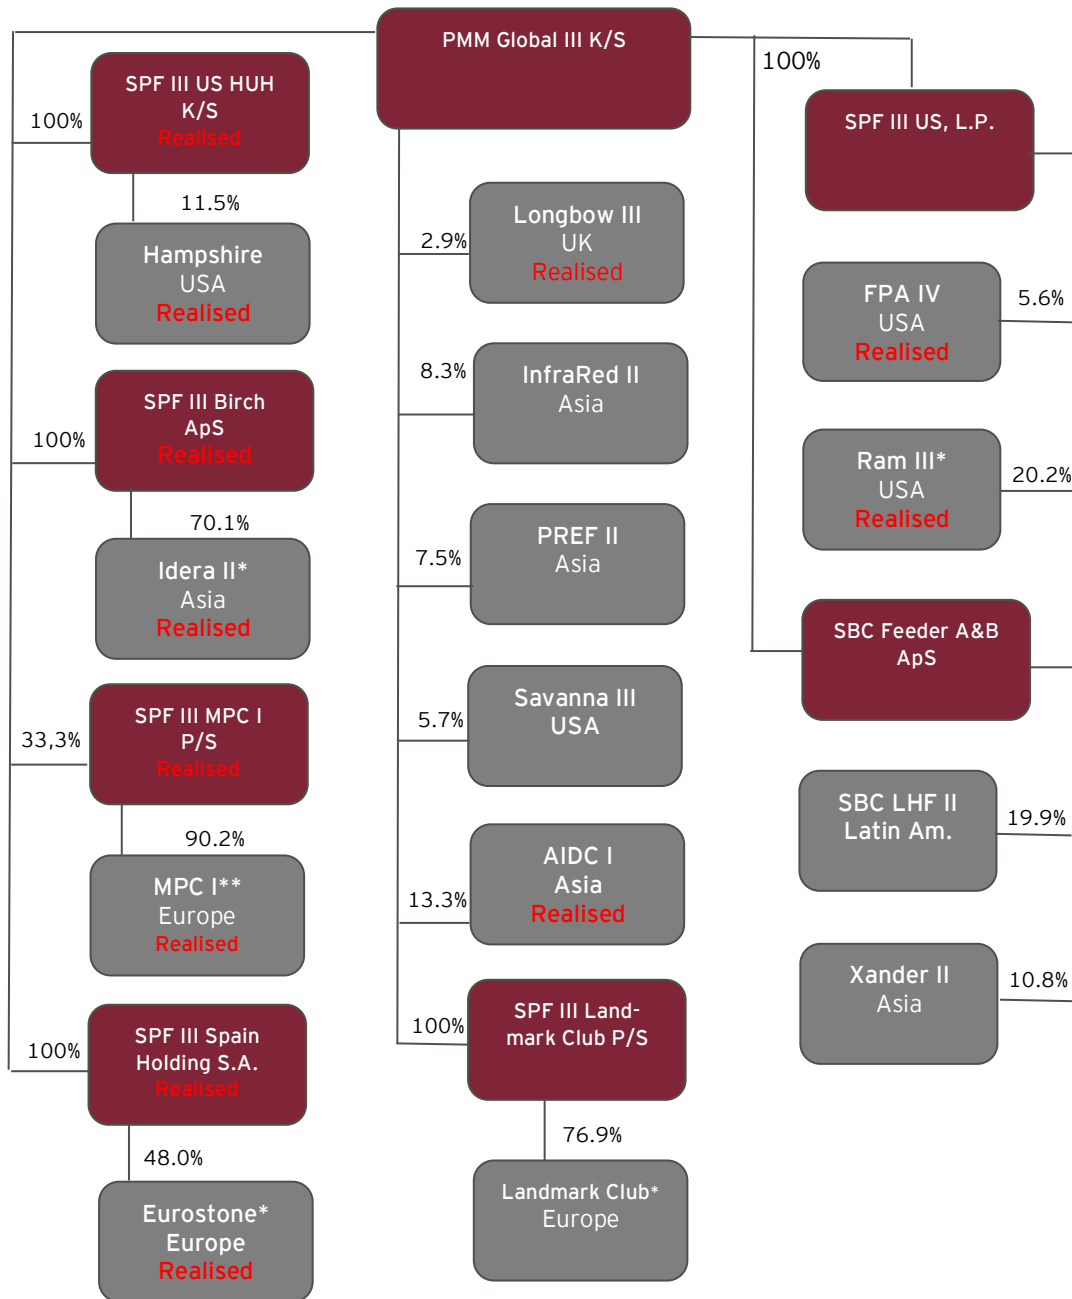 PMM Global III K/S
100%
SPF III US HUH
K/S
Realised
100%
11.5%
Hampshire
USA
Realised
SPF III Birch
ApS
Realised
100%
70.1%
Idera II*
Asia
Realised
SPF III MPC I
P/S
Realised
33,3%
90.2%
MPC I**
Europe
Realised
SPF III Spain
Holding S.A.
Realised
100%
48.0%
Eurostone*
Europe
Realised
Longbow III
UK
Realised
2.9%
InfraRed II
Asia
8.3%
PREF II
Asia
7.5%
Savanna III
USA
5.7%
AIDC I
Asia
Realised
13.3%
SPF III Land-
mark Club P/S
100%
76.9%
Landmark Club*
Europe
SPF III US, L.P.
FPA IV
USA
Realised
5.6%
Ram III*
USA
Realised
20.2%
SBC Feeder A&B
ApS
SBC LHF II
Latin Am.
19.9%
Xander II
Asia
10.8%